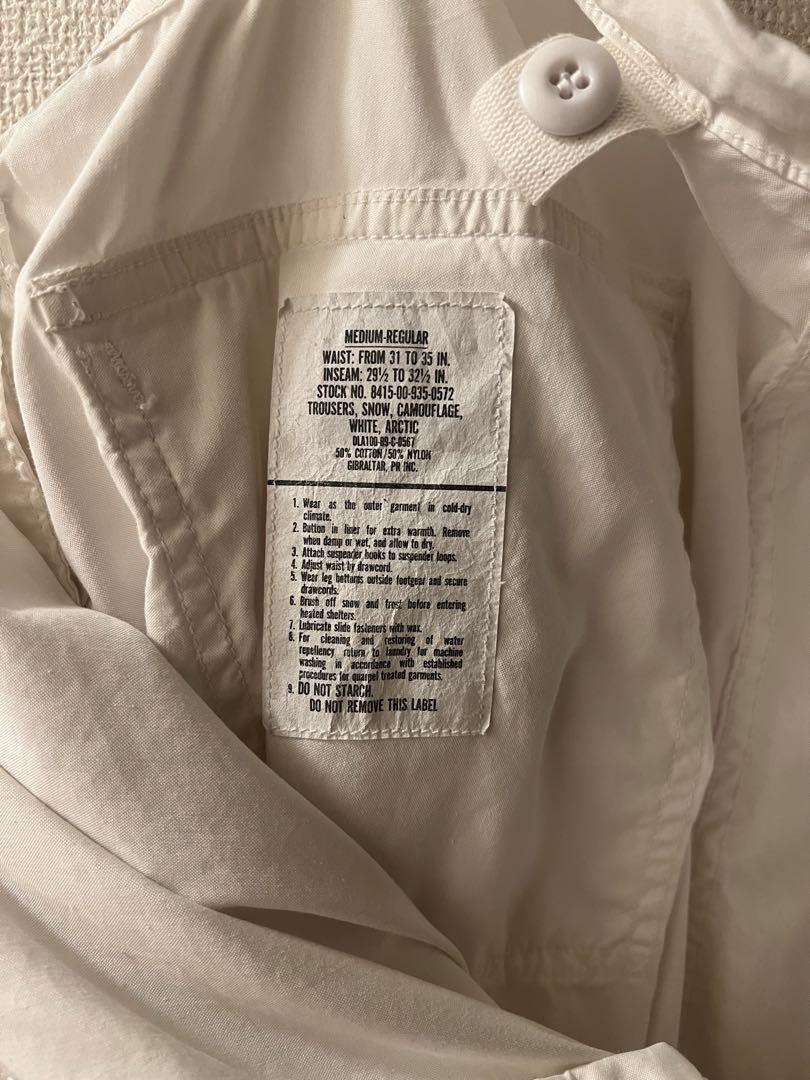 MEDIUM-REGULAR
WAIST: FROM 31 TO 35 IN.
INSEAM: 29½ TO 32½ IN.
STOCK NO. 8415-00-935-0572
TROUSERS, SNOW, CAMOUFLAGE,
WHITE, ARCTIC
DLA100-89-C-0567
50% COTTON/50% NYLON
GIBRALTAR, PR INC.
1. Wear as the outer garment in cold-dry
climate.
2. Button in liner for extra warmth. Remove
when damp or wet, and allow to dry.
3. Attach suspender hooks to suspender loops.
4. Adjust waist by drawcord.
5. Wear leg bottoms outside footgear and secure
drawcords.
6. Brush off snow and frost before entering
heated shelters.
7. Lubricate slide fasteners with wax.
8. For cleaning and restoring of water
repellency return to laundry for machine
washing in accordance with established
procedures for quarpel treated garments.
9. DO NOT STARCH.
DO NOT REMOVE THIS LABEL